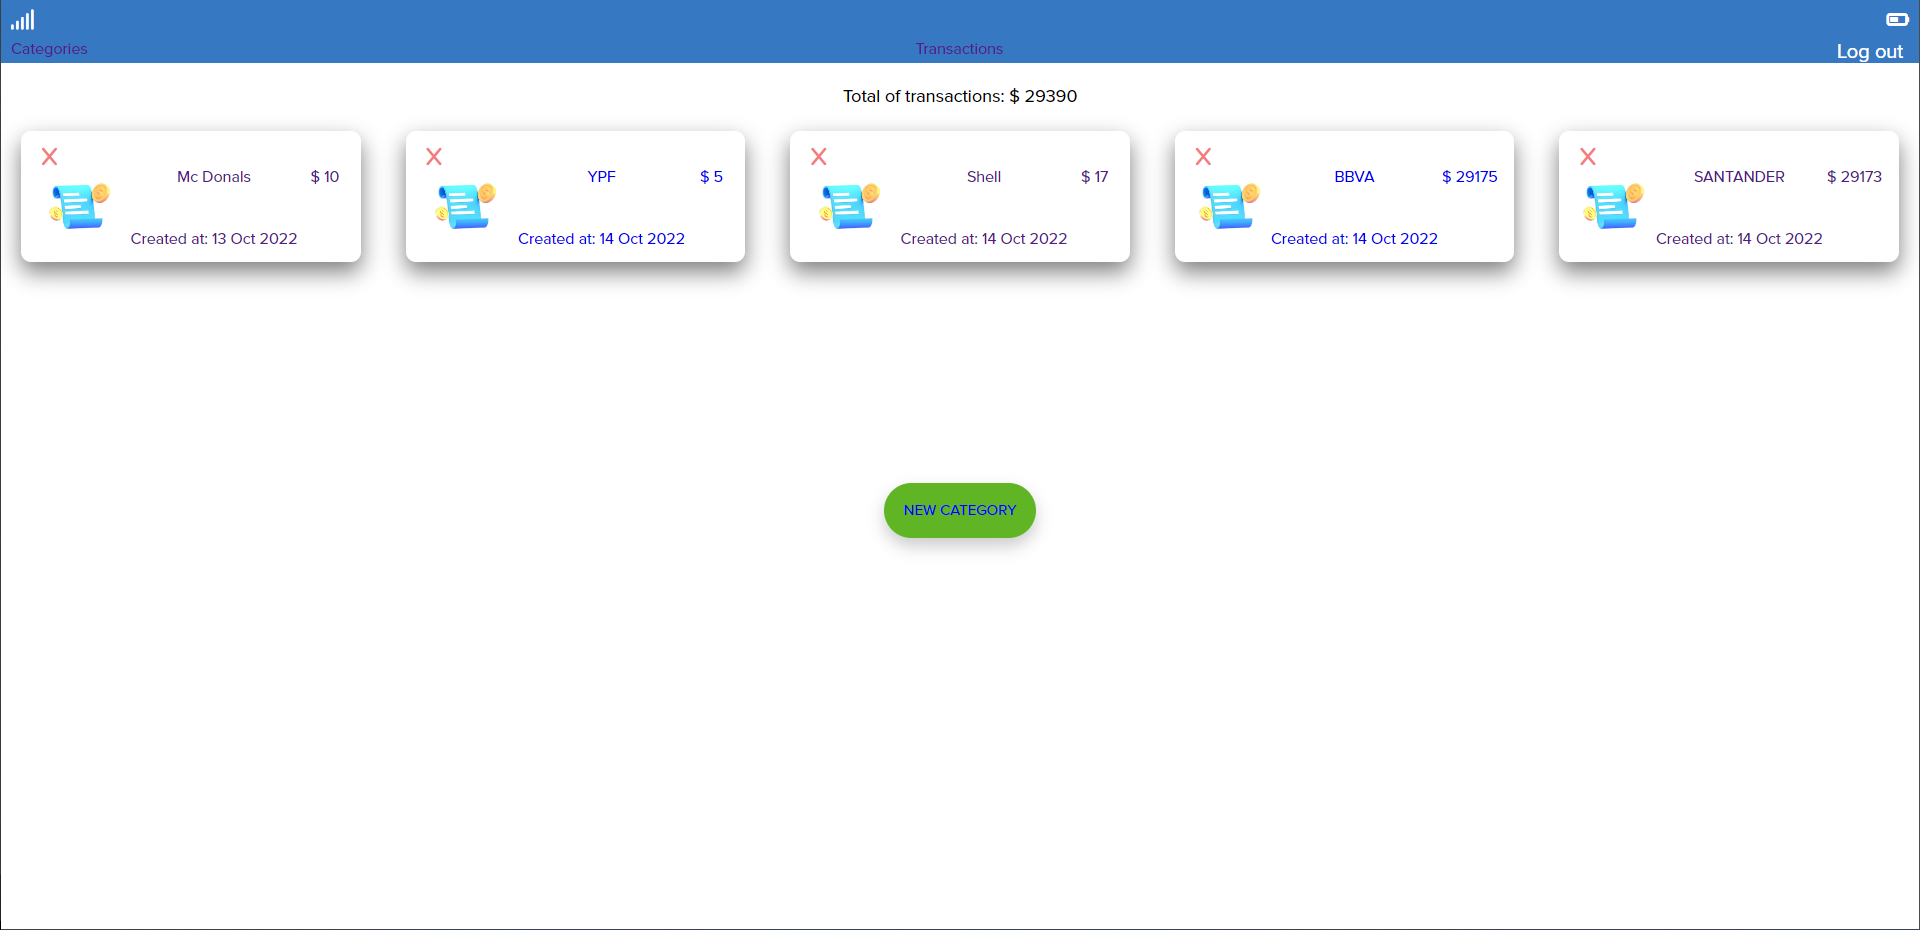 Categories
Transactions
Log out
Total of transactions: $ 29390
X
Mc Donals $ 10
Created at: 13 Oct 2022
X
YPF $ 5
Created at: 14 Oct 2022
X
Shell $ 17
Created at: 14 Oct 2022
X
BBVA $ 29175
Created at: 14 Oct 2022
X
SANTANDER $ 29173
Created at: 14 Oct 2022
NEW CATEGORY